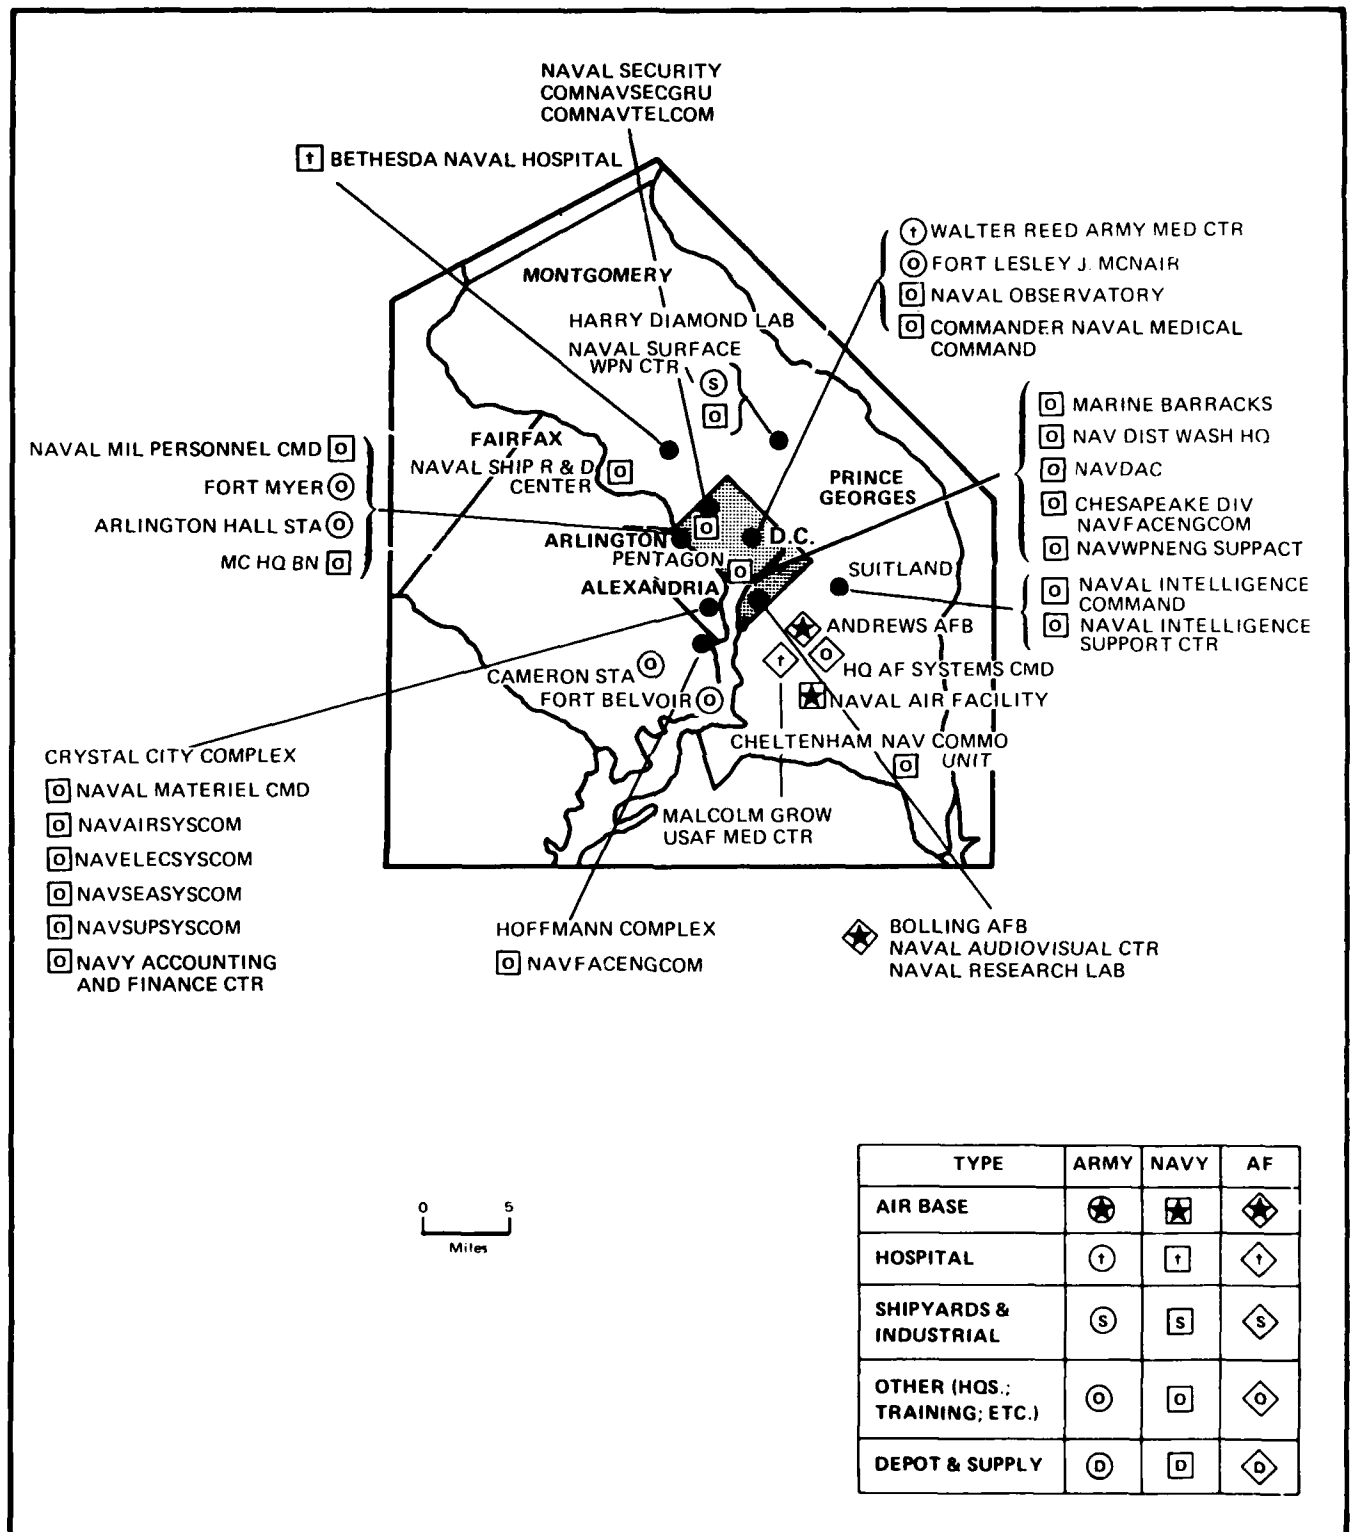 NAVAL SECURITY
COMNAVSECGRU
COMNAVTELCOM
† BETHESDA NAVAL HOSPITAL
† WALTER REED ARMY MED CTR
O FORT LESLEY J. MCNAIR
O NAVAL OBSERVATORY
O COMMANDER NAVAL MEDICAL
COMMAND
MONTGOMERY
HARRY DIAMOND LAB
NAVAL SURFACE
WPN CTR
S
O
O MARINE BARRACKS
O NAV DIST WASH HQ
O NAVDAC
O CHESAPEAKE DIV
NAVFACENGCOM
O NAVWPNENG SUPPACT
NAVAL MIL PERSONNEL CMD O
FORT MYER O
ARLINGTON HALL STA O
MC HQ BN O
FAIRFAX
NAVAL SHIP R & D O
CENTER
PRINCE
GEORGES
O
ARLINGTON
D.C.
PENTAGON O
ALEXANDRIA
SUITLAND
O NAVAL INTELLIGENCE
COMMAND
O NAVAL INTELLIGENCE
SUPPORT CTR
ANDREWS AFB
† O
HQ AF SYSTEMS CMD
CAMERON STA O
FORT BELVOIR O
NAVAL AIR FACILITY
CHELTENHAM NAV COMMO
O UNIT
MALCOLM GROW
USAF MED CTR
CRYSTAL CITY COMPLEX
O NAVAL MATERIEL CMD
O NAVAIRSYSCOM
O NAVELECSYSCOM
O NAVSEASYSCOM
O NAVSUPSYSCOM
O NAVY ACCOUNTING
AND FINANCE CTR
HOFFMANN COMPLEX
O NAVFACENGCOM
BOLLING AFB
NAVAL AUDIOVISUAL CTR
NAVAL RESEARCH LAB
0 5
Miles
TYPE ARMY NAVY AF
AIR BASE
HOSPITAL † † †
SHIPYARDS &
INDUSTRIAL S S S
OTHER (HQS.;
TRAINING; ETC.) O O O
DEPOT & SUPPLY D D D